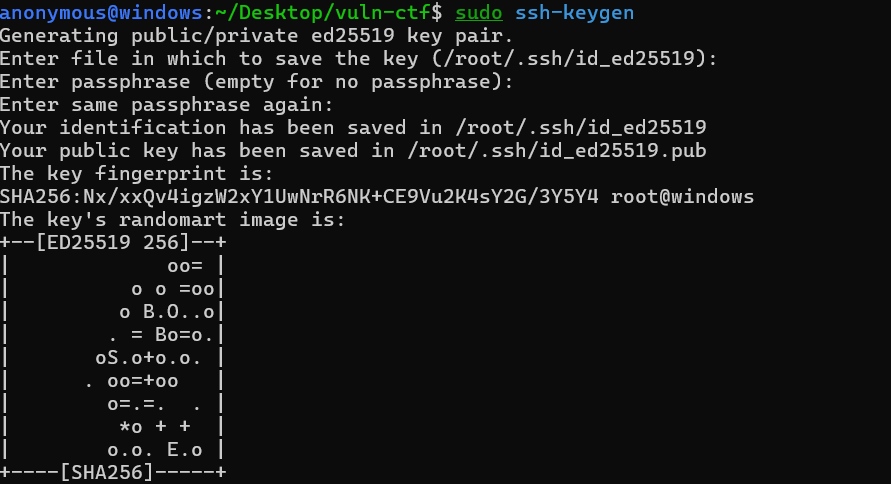 anonymous@windows:~/Desktop/vuln-ctf$ sudo ssh-keygen
Generating public/private ed25519 key pair.
Enter file in which to save the key (/root/.ssh/id_ed25519):
Enter passphrase (empty for no passphrase):
Enter same passphrase again:
Your identification has been saved in /root/.ssh/id_ed25519
Your public key has been saved in /root/.ssh/id_ed25519.pub
The key fingerprint is:
SHA256:Nx/xxQv4igzW2xY1UwNrR6NK+CE9Vu2K4sY2G/3Y5Y4 root@windows
The key's randomart image is:
+--[ED25519 256]--+
|             oo= |
|          o o =oo|
|         o B.O..o|
|        . = Bo=o.|
|       oS.o+o.o. |
|      . oo=+oo   |
|        o=.=.  . |
|         *o + +  |
|        o.o. E.o |
+----[SHA256]-----+